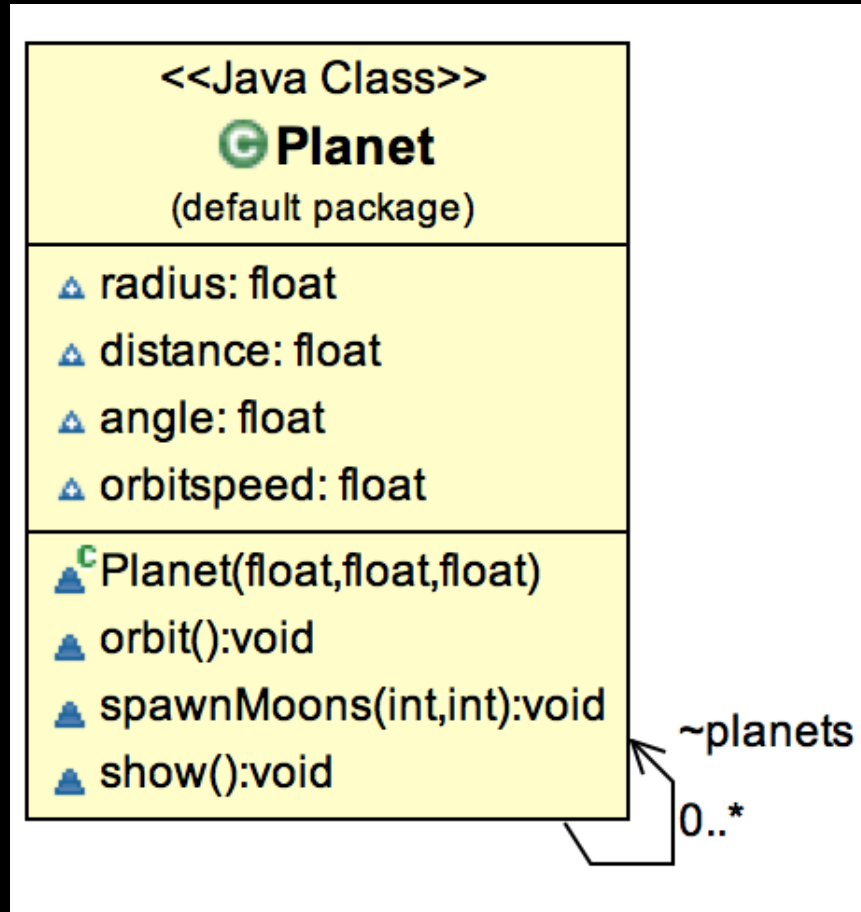 <<Java Class>>
C Planet
(default package)
radius: float
distance: float
angle: float
orbitspeed: float
C Planet(float,float,float)
orbit():void
spawnMoons(int,int):void
show():void
~planets
0..*